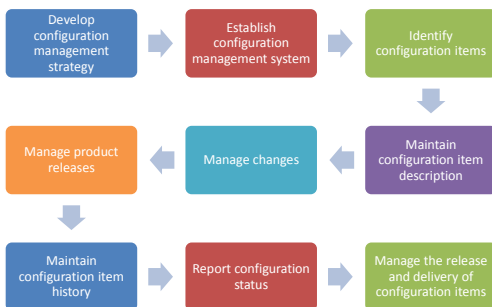 Develop
configuration
management
strategy
Establish
configuration
management system
Identify
configuration items
Maintain
configuration item
description
Manage changes
Manage product
releases
Maintain
configuration item
history
Report configuration
status
Manage the release
and delivery of
configuration items